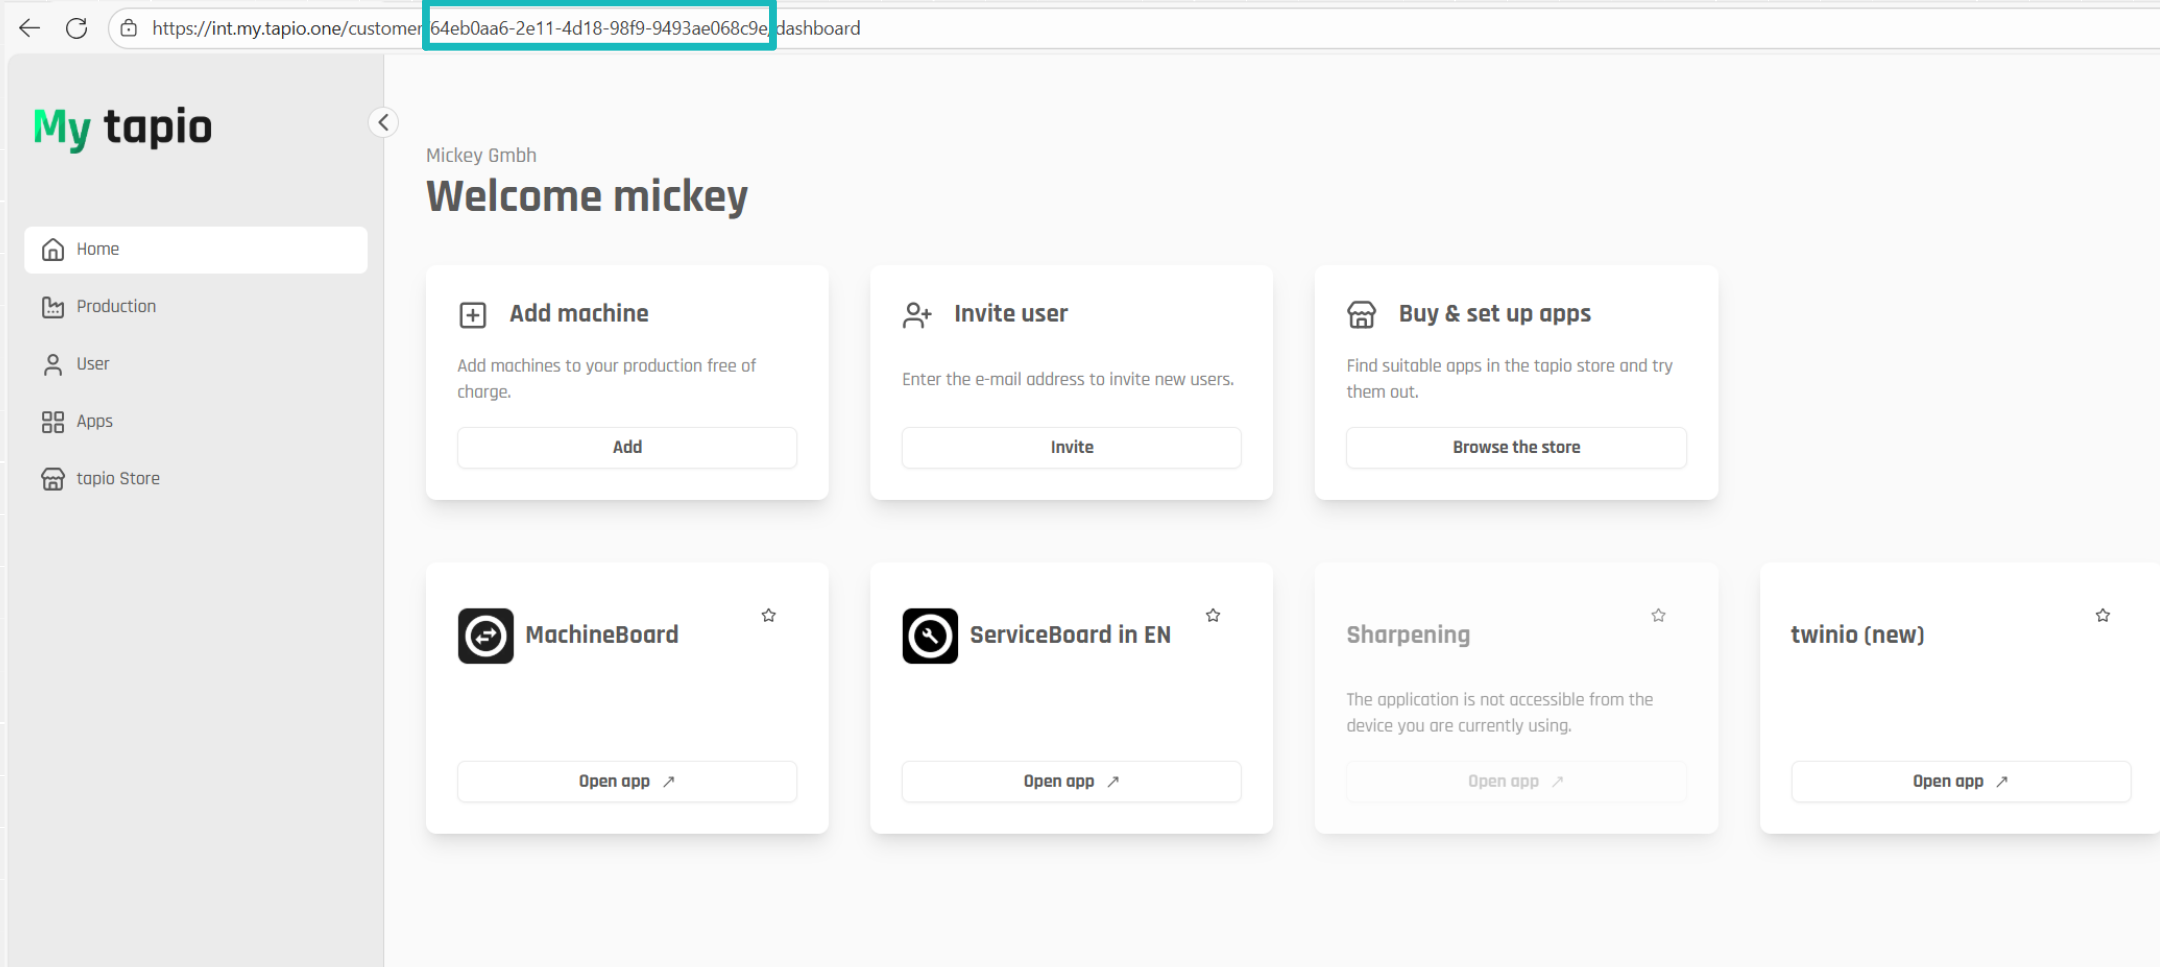 https://int.my.tapio.one/customer/64eb0aa6-2e11-4d18-98f9-9493ae068c9e/dashboard
My tapio
Home
Production
User
Apps
tapio Store
Mickey Gmbh
Welcome mickey
Add machine
Add machines to your production free of
charge.
Add
Invite user
Enter the e-mail address to invite new users.
Invite
Buy & set up apps
Find suitable apps in the tapio store and try
them out.
Browse the store
MachineBoard
Open app ↗
ServiceBoard in EN
Open app ↗
Sharpening
The application is not accessible from the
device you are currently using.
Open app ↗
twinio (new)
Open app ↗